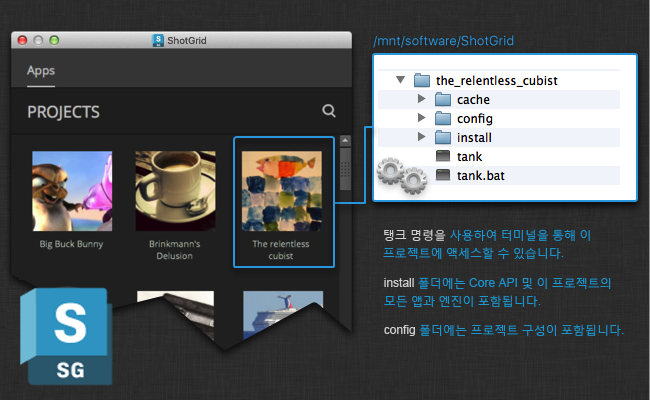 ShotGrid
Apps
PROJECTS
Big Buck Bunny
Brinkmann's
Delusion
The relentless
cubist
S
SG
/mnt/software/ShotGrid
the_relentless_cubist
cache
config
install
tank
tank.bat
탱크 명령을 사용하여 터미널을 통해 이
프로젝트에 액세스할 수 있습니다.
install 폴더에는 Core API 및 이 프로젝트의
모든 앱과 엔진이 포함됩니다.
config 폴더에는 프로젝트 구성이 포함됩니다.